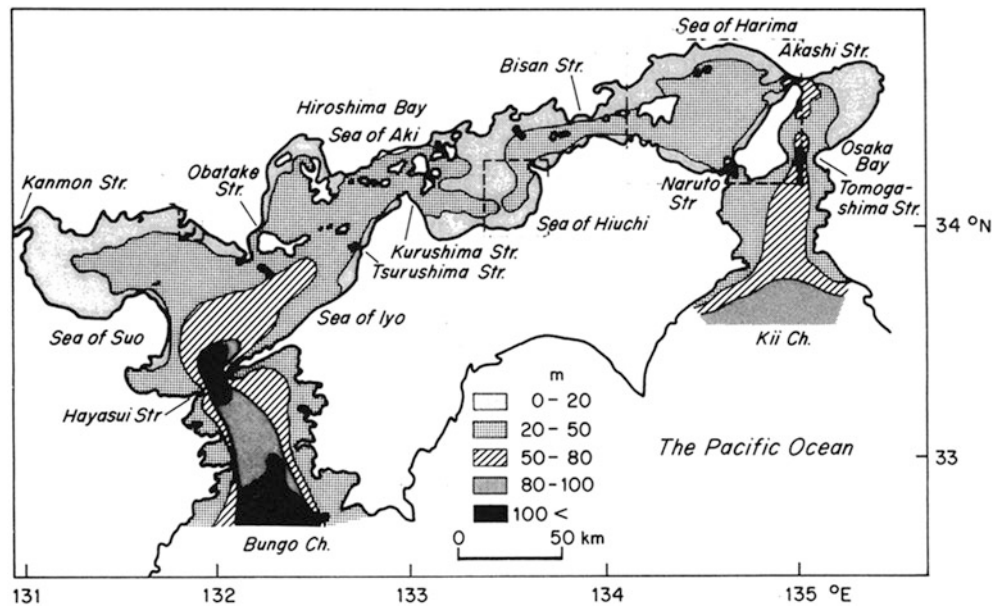 Sea of Harima
Akashi Str.
Bisan Str.
Hiroshima Bay
Sea of Aki
Obatake
Str.
Kanmon Str.
Osaka
Bay
Naruto
Str
Tomoga-
shima Str.
Sea of Hiuchi
34 °N
Kurushima Str.
Tsurushima Str.
Sea of Iyo
Sea of Suo
Kii Ch.
Hayasui Str
m
0 – 20
20 – 50
50 – 80
80 – 100
100 <
0 50 km
The Pacific Ocean
33
Bungo Ch.
131 132 133 134 135 °E